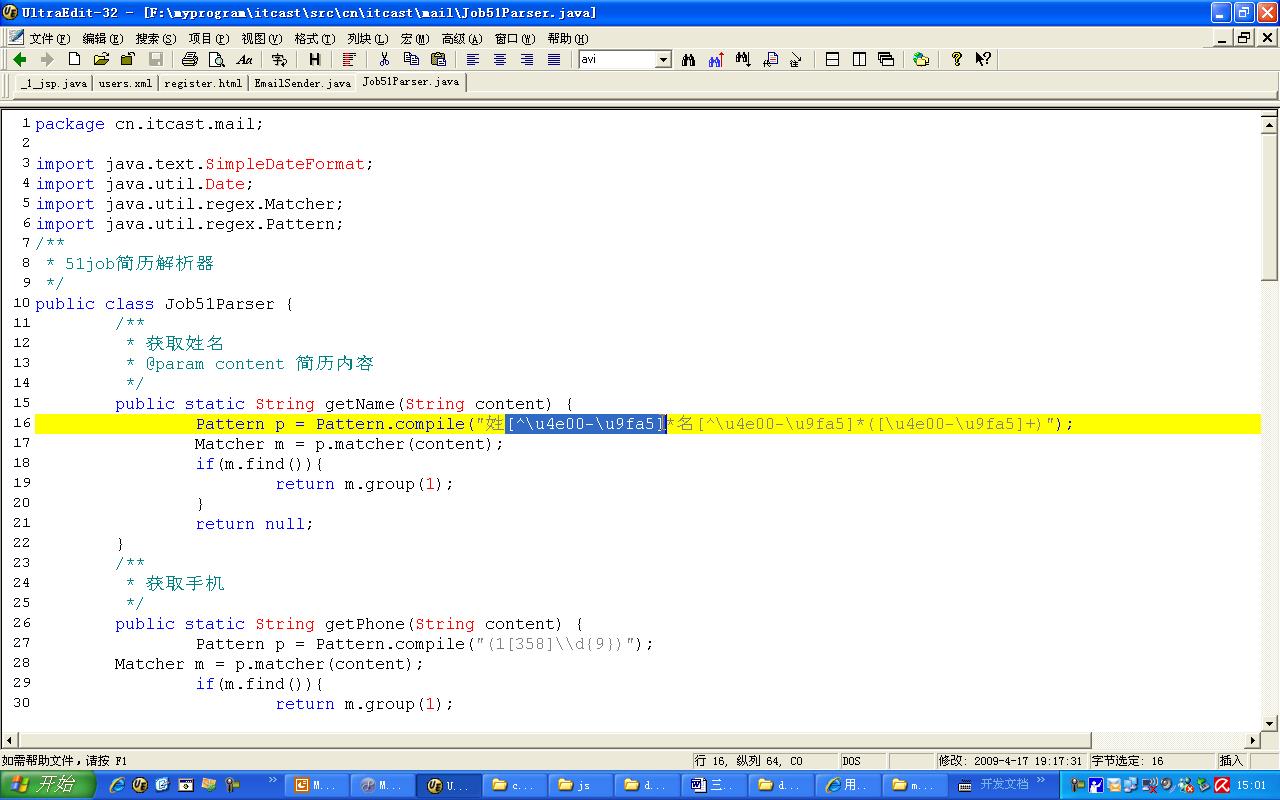 UltraEdit-32 - [F:\myprogram\itcast\src\cn\itcast\mail\Job51Parser.java]
文件(F) 编辑(E) 搜索(S) 项目(P) 视图(V) 格式(T) 列块(L) 宏(M) 高级(A) 窗口(W) 帮助(H)
avi
_1_jsp.java users.xml register.html EmailSender.java Job51Parser.java
1 package cn.itcast.mail;
2
3 import java.text.SimpleDateFormat;
4 import java.util.Date;
5 import java.util.regex.Matcher;
6 import java.util.regex.Pattern;
7 /**
8 * 51job简历解析器
9 */
10 public class Job51Parser {
11 /**
12 * 获取姓名
13 * @param content 简历内容
14 */
15 public static String getName(String content) {
16 Pattern p = Pattern.compile("姓[^\u4e00-\u9fa5]*名[^\u4e00-\u9fa5]*([\u4e00-\u9fa5]+)");
17 Matcher m = p.matcher(content);
18 if(m.find()){
19 return m.group(1);
20 }
21 return null;
22 }
23 /**
24 * 获取手机
25 */
26 public static String getPhone(String content) {
27 Pattern p = Pattern.compile("(1[358]\\d{9})");
28 Matcher m = p.matcher(content);
29 if(m.find()){
30 return m.group(1);
如需帮助文件，请按 F1 行 16, 纵列 64, C0 DOS 修改: 2009-4-17 19:17:31 字节选定: 16 插入
开始 M... M... U... c... js d... 三... d... 用... m... 开发文档 15:01